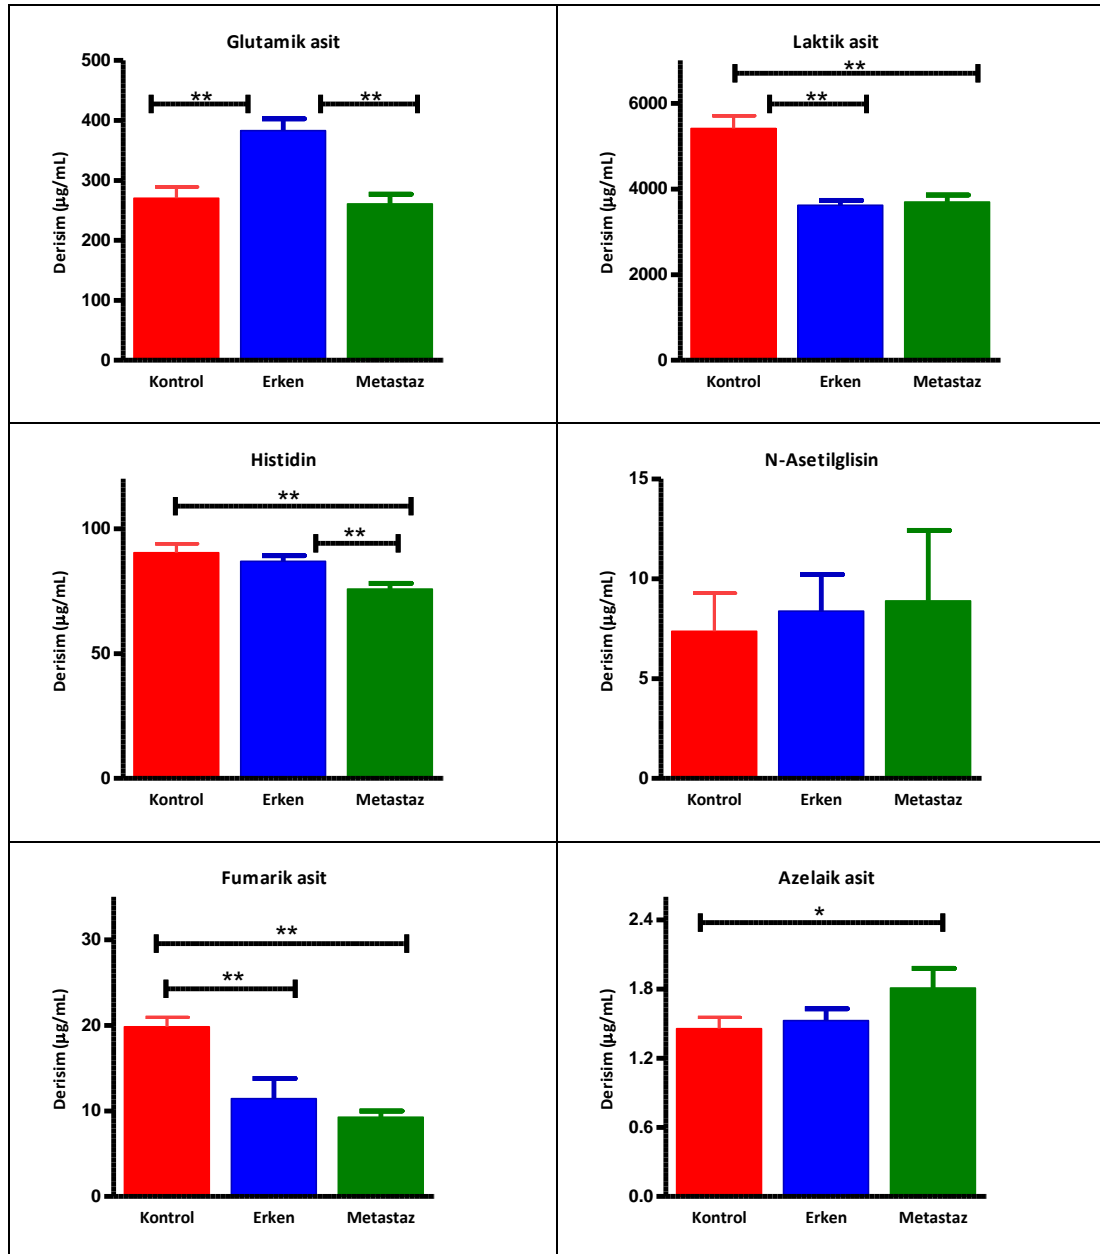 Glutamik asit
500
400
300
200
100
0
Derisim (µg/mL)
**
**
Kontrol Erken Metastaz
Laktik asit
6000
4000
2000
0
Derisim (µg/mL)
**
**
Kontrol Erken Metastaz
Histidin
100
50
0
Derisim (µg/mL)
**
**
Kontrol Erken Metastaz
N-Asetilglisin
15
10
5
0
Derisim (µg/mL)
Kontrol Erken Metastaz
Fumarik asit
30
20
10
0
Derisim (µg/mL)
**
**
Kontrol Erken Metastaz
Azelaik asit
2.4
1.8
1.2
0.6
0.0
Derisim (µg/mL)
*
Kontrol Erken Metastaz